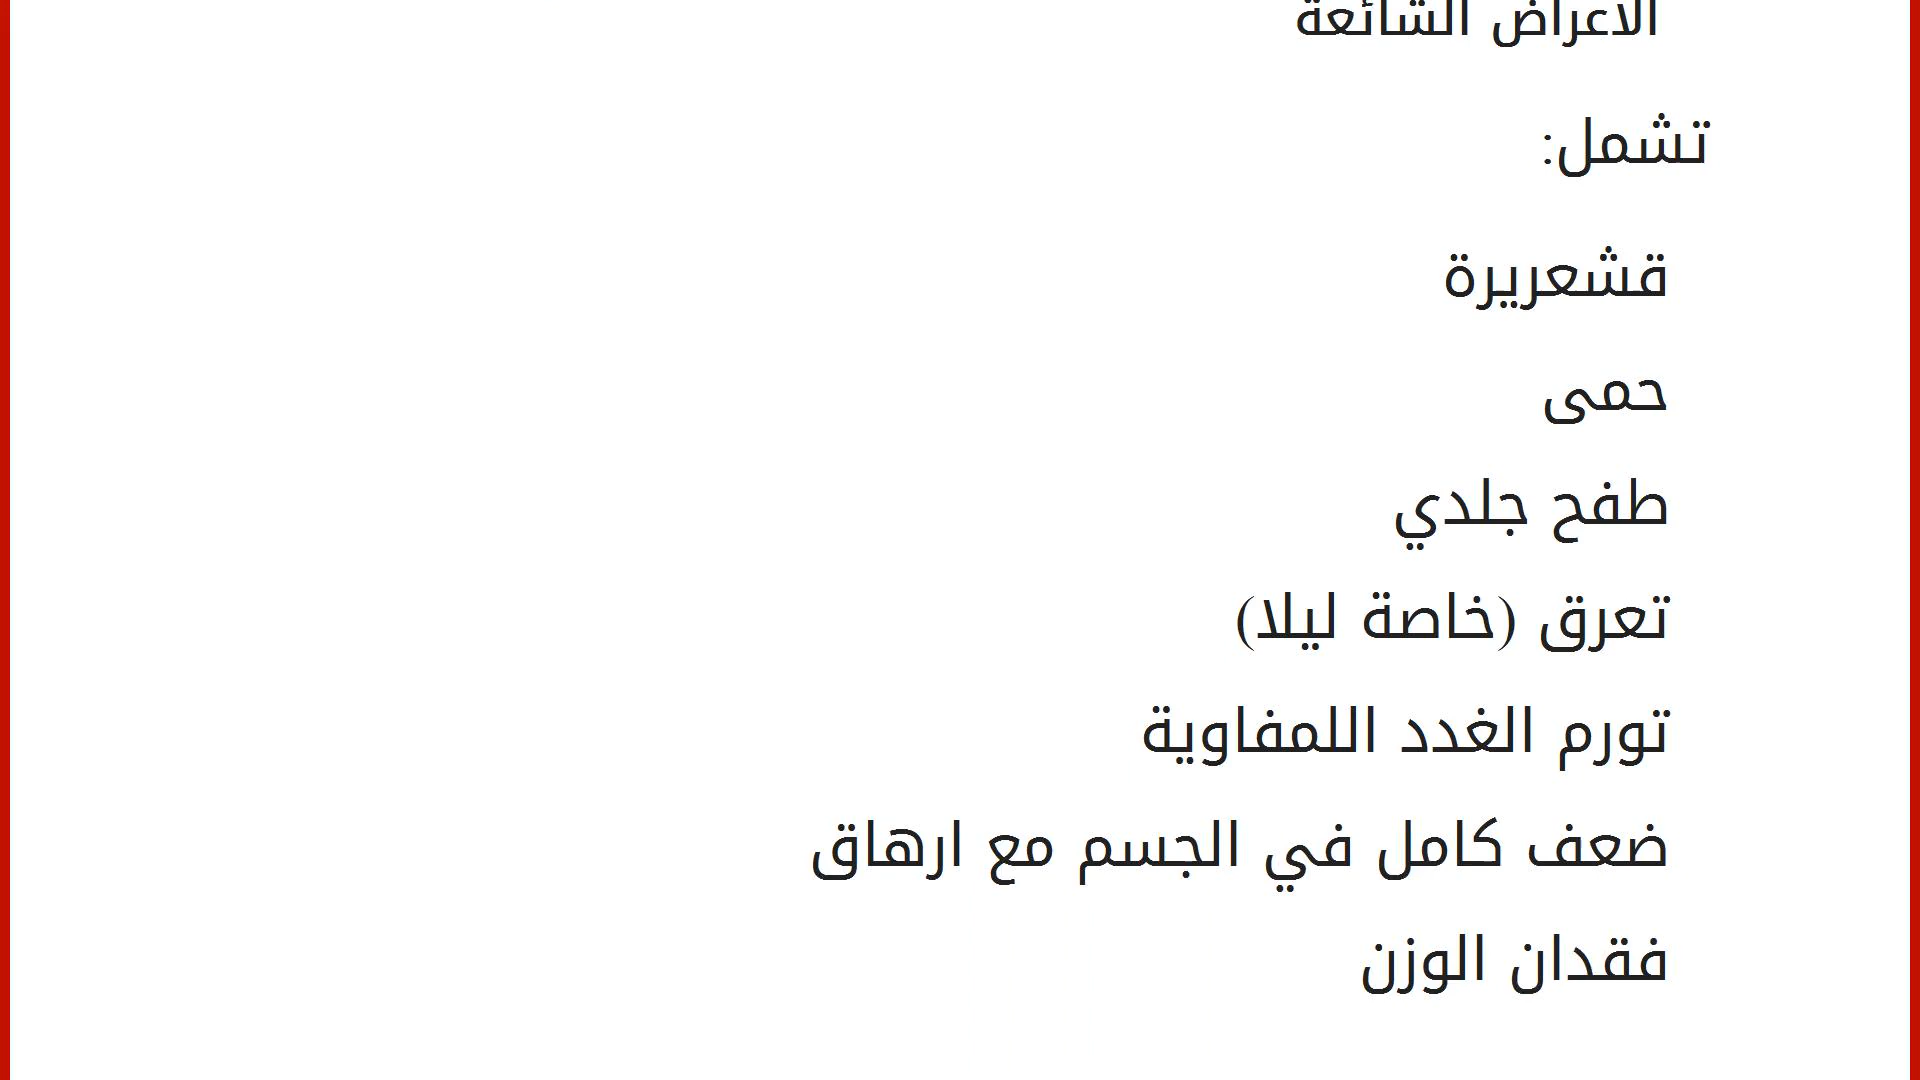 الاعراض الشائعة
تشمل:
قشعريرة
حمى
طفح جلدي
تعرق (خاصة ليلا)
تورم الغدد اللمفاوية
ضعف كامل في الجسم مع ارهاق
فقدان الوزن